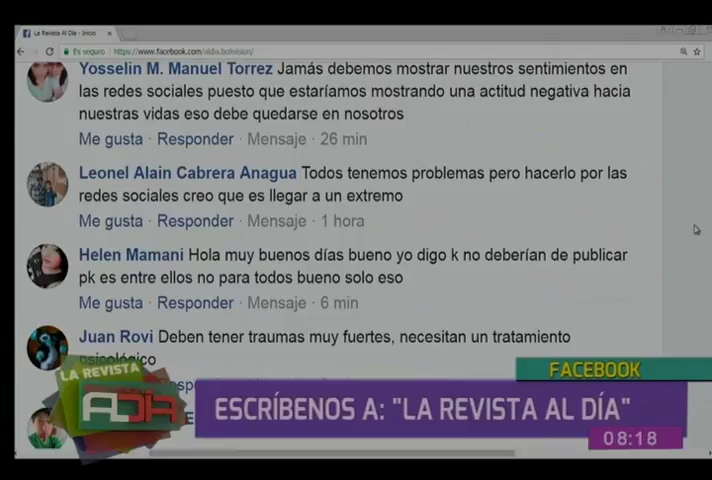 La Revista Al Día - Inicio
Es seguro
https://www.facebook.com/aldia.bolivision/
Yosselin M. Manuel Torrez Jamás debemos mostrar nuestros sentimientos en
las redes sociales puesto que estaríamos mostrando una actitud negativa hacia
nuestras vidas eso debe quedarse en nosotros
Me gusta · Responder · Mensaje · 26 min
Leonel Alain Cabrera Anagua Todos tenemos problemas pero hacerlo por las
redes sociales creo que es llegar a un extremo
Me gusta · Responder · Mensaje · 1 hora
Helen Mamani Hola muy buenos días bueno yo digo k no deberían de publicar
pk es entre ellos no para todos bueno solo eso
Me gusta · Responder · Mensaje · 6 min
Juan Rovi Deben tener traumas muy fuertes, necesitan un tratamiento
psicológico
LA REVISTA
AL DÍA
FACEBOOK
ESCRÍBENOS A: "LA REVISTA AL DÍA"
08:18